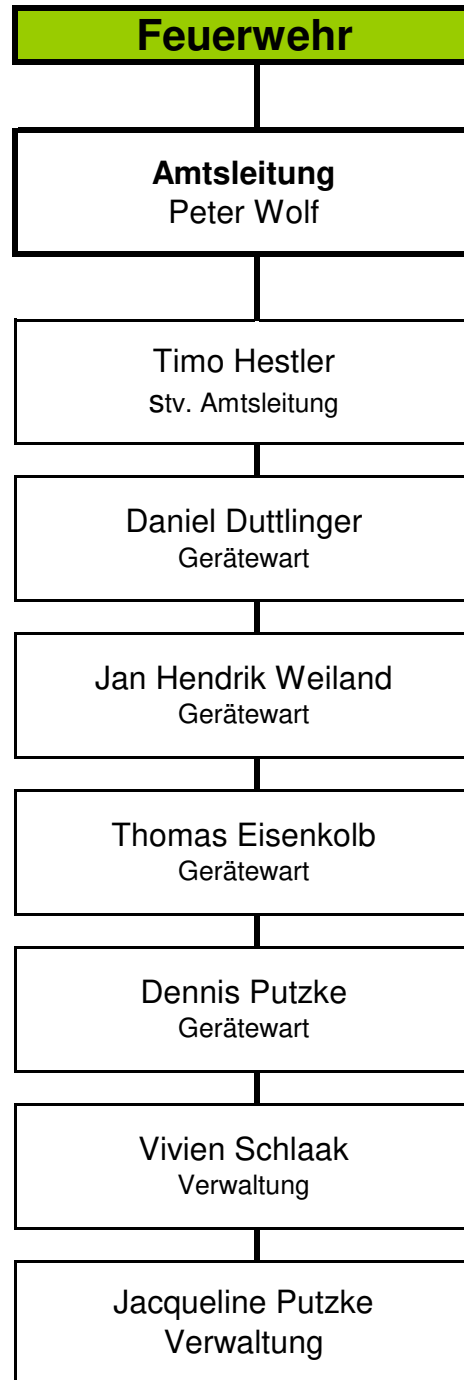 Feuerwehr
Amtsleitung
Peter Wolf
Timo Hestler
Stv. Amtsleitung
Daniel Duttlinger
Gerätewart
Jan Hendrik Weiland
Gerätewart
Thomas Eisenkolb
Gerätewart
Dennis Putzke
Gerätewart
Vivien Schlaak
Verwaltung
Jacqueline Putzke
Verwaltung